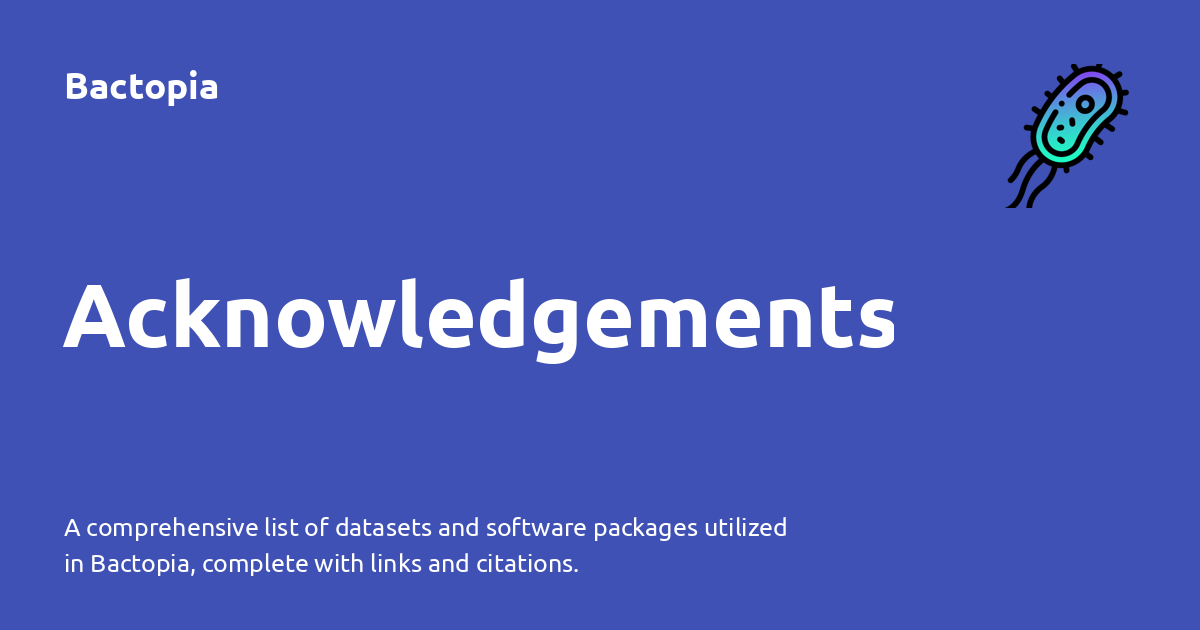 Bactopia
Acknowledgements
A comprehensive list of datasets and software packages utilized
in Bactopia, complete with links and citations.